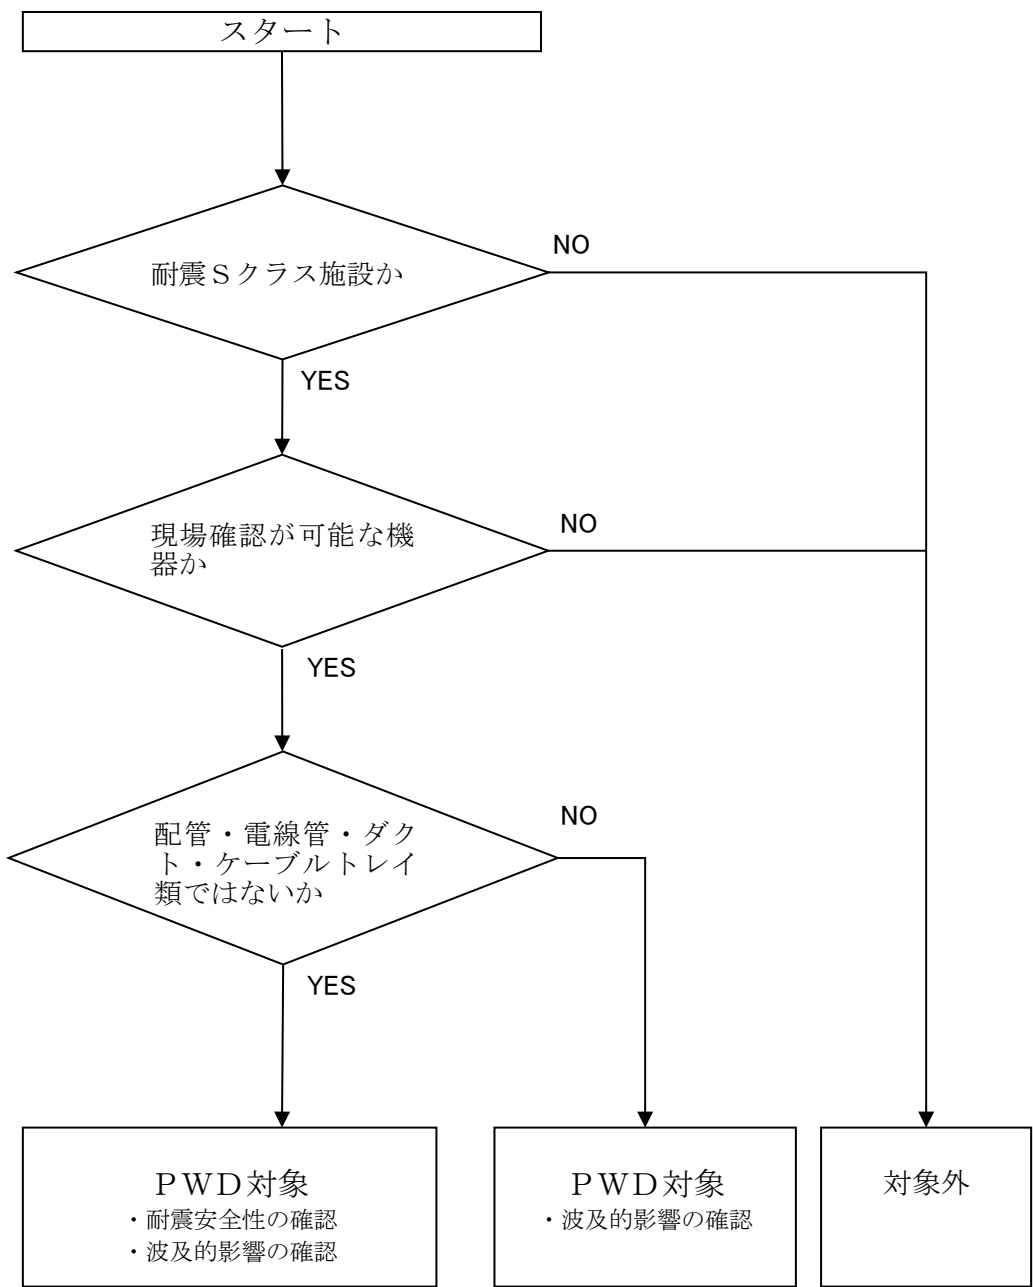 スタート
NO
耐震Sクラス施設か
YES
NO
現場確認が可能な機
器か
YES
NO
配管・電線管・ダク
ト・ケーブルトレイ
類ではないか
YES
PWD対象
・耐震安全性の確認
・波及的影響の確認
PWD対象
・波及的影響の確認
対象外